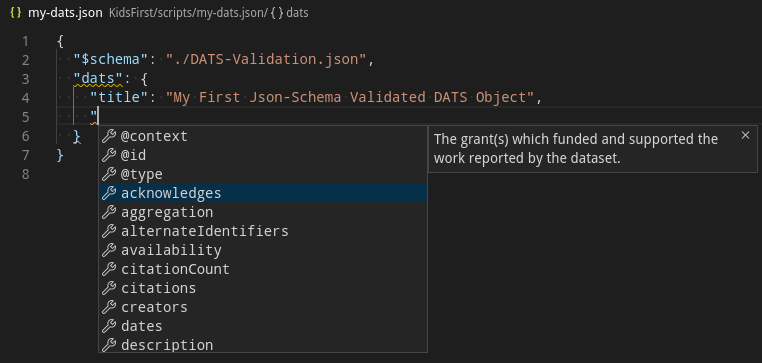 {} my-dats.json KidsFirst/scripts/my-dats.json/ {} dats
1 {
2 "$schema": "./DATS-Validation.json",
3 "dats": {
4 "title": "My First Json-Schema Validated DATS Object",
5 "
6 }
7 }
8
@context
@id
@type
acknowledges
aggregation
alternateIdentifiers
availability
citationCount
citations
creators
dates
description
The grant(s) which funded and supported the
work reported by the dataset.